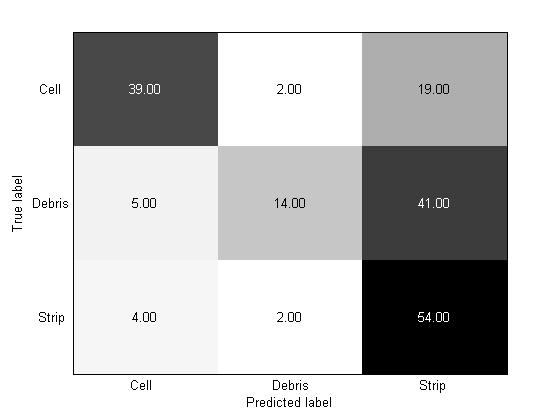 Cell 39.00 2.00 19.00
True label
Debris 5.00 14.00 41.00
Strip 4.00 2.00 54.00
Cell Debris Strip
Predicted label